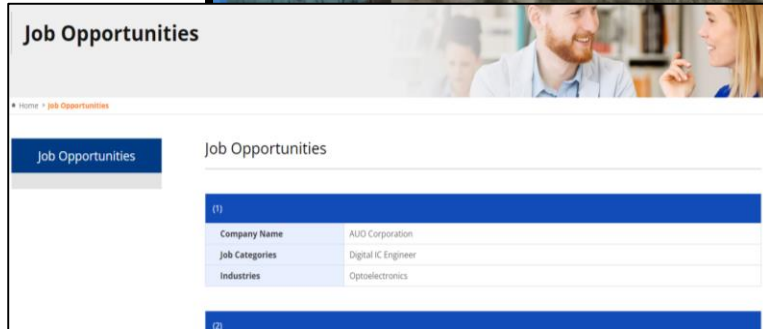 Job Opportunities
Home > Job Opportunities
Job Opportunities
Job Opportunities
(1)
Company Name AUO Corporation
Job Categories Digital IC Engineer
Industries Optoelectronics
(2)